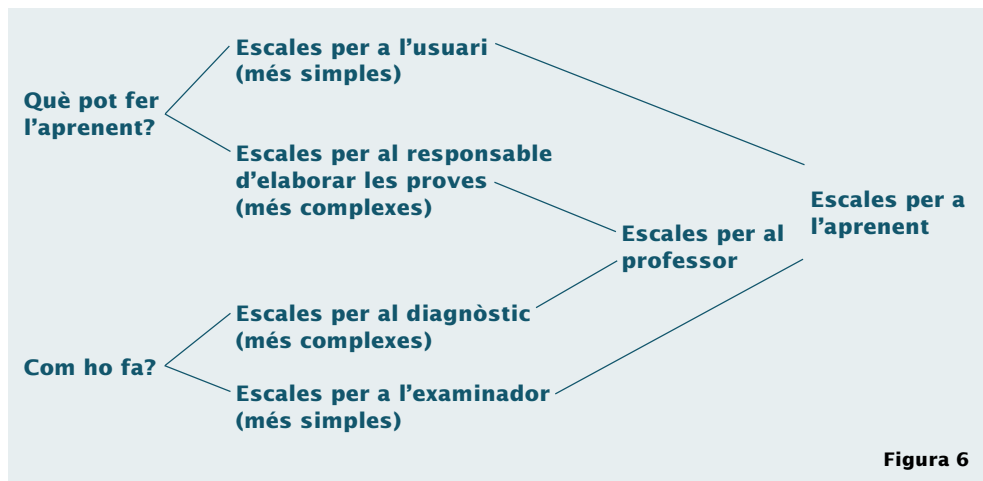 Escales per a l’usuari
(més simples)
Què pot fer
l’aprenent?
Escales per al responsable
d’elaborar les proves
(més complexes)
Escales per a
l’aprenent
Escales per al
professor
Escales per al diagnòstic
(més complexes)
Com ho fa?
Escales per a l’examinador
(més simples)
Figura 6